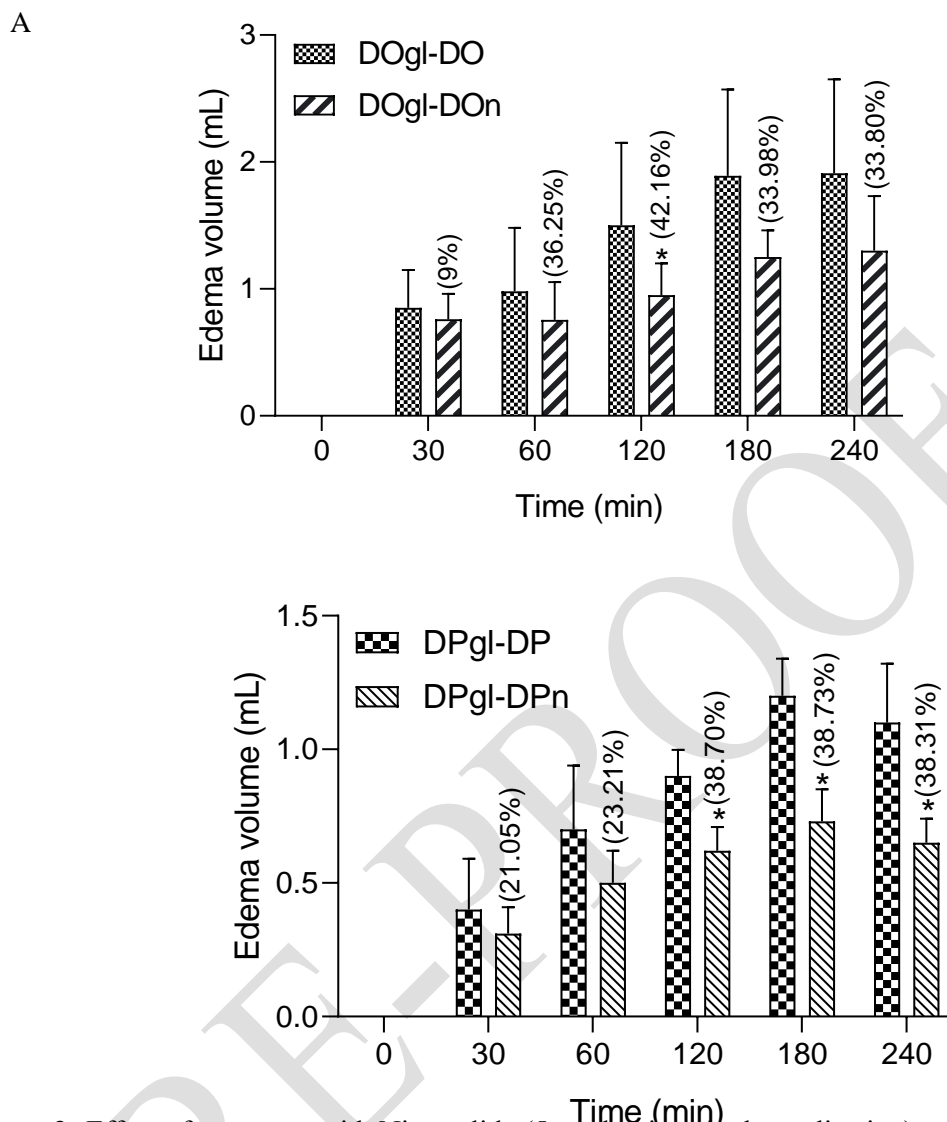 A
3
DOgl-DO
DOgl-DOn
2
1
0
Edema volume (mL)
(9%)
(36.25%)
* (42.16%)
(33.98%)
(33.80%)
0 30 60 120 180 240
Time (min)
1.5
DPgl-DP
DPgl-DPn
1.0
0.5
0.0
Edema volume (mL)
(21.05%)
(23.21%)
*(38.70%)
*(38.73%)
*(38.31%)
0 30 60 120 180 240
Time (min)
RE-PROOF